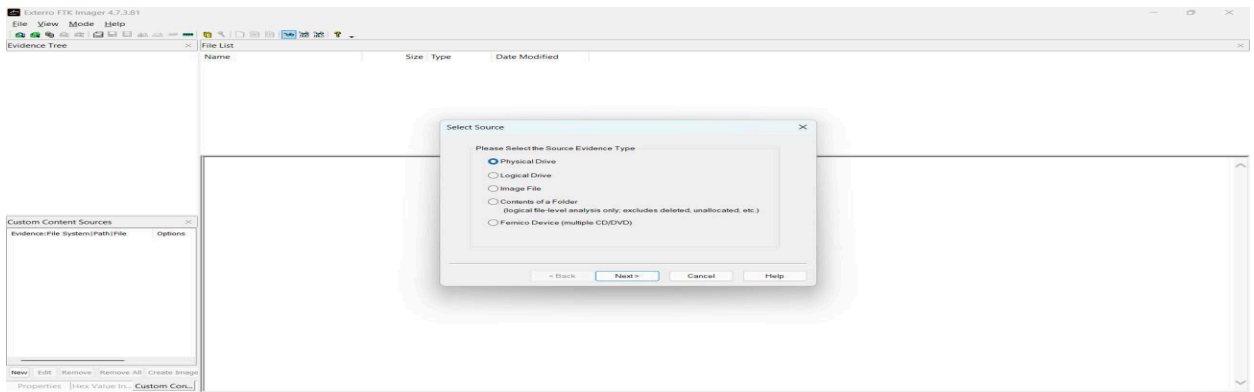 Exterro FTK Imager 4.7.3.81
File View Mode Help
Evidence Tree
File List
Name Size Type Date Modified
Select Source
Please Select the Source Evidence Type
Physical Drive
Logical Drive
Image File
Contents of a Folder
(logical file-level analysis only; excludes deleted, unallocated, etc.)
Femico Device (multiple CD/DVD)
< Back Next > Cancel Help
Custom Content Sources
Evidence:File System|Path|File Options
New Edit Remove Remove All Create Image
Properties Hex Value In... Custom Con...